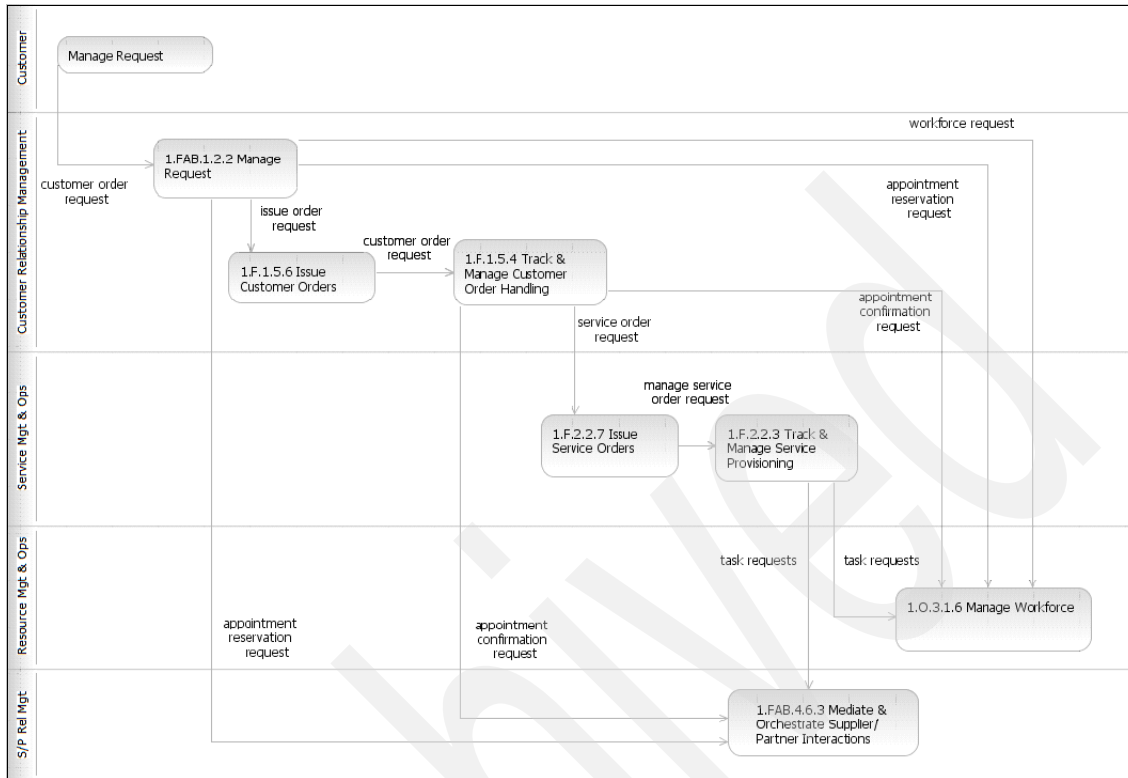 Customer
Manage Request
Customer Relationship Management
workforce request
1.FAB.1.2.2 Manage
Request
customer order
request
appointment
reservation
request
issue order
request
customer order
request
1.F.1.5.6 Issue
Customer Orders
1.F.1.5.4 Track &
Manage Customer
Order Handling
appointment
confirmation
request
service order
request
Service Mgt & Ops
manage service
order request
1.F.2.2.7 Issue
Service Orders
1.F.2.2.3 Track &
Manage Service
Provisioning
Resource Mgt & Ops
task requests
task requests
1.O.3.1.6 Manage Workforce
appointment
reservation
request
appointment
confirmation
request
S/P Rel Mgt
1.FAB.4.6.3 Mediate &
Orchestrate Supplier/
Partner Interactions
hived